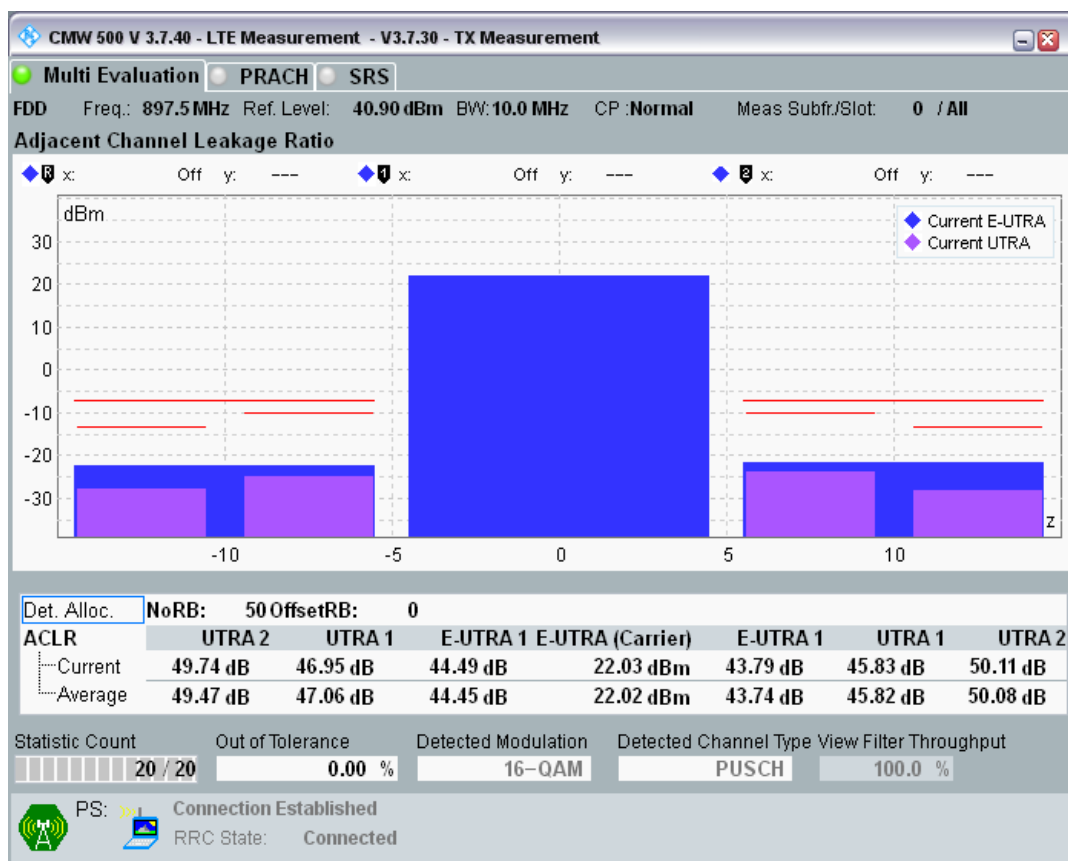 CMW 500 V 3.7.40 - LTE Measurement - V3.7.30 - TX Measurement
Multi Evaluation PRACH SRS
FDD Freq.: 897.5 MHz Ref. Level: 40.90 dBm BW: 10.0 MHz CP :Normal Meas Subfr./Slot: 0 / All
Adjacent Channel Leakage Ratio
R x: Off y: --- 1 x: Off y: --- 2 x: Off y: ---
dBm
Current E-UTRA
Current UTRA
30
20
10
0
-10
-20
-30
z
-10 -5 0 5 10
Det. Alloc. NoRB: 50 OffsetRB: 0
ACLR UTRA 2 UTRA 1 E-UTRA 1 E-UTRA (Carrier) E-UTRA 1 UTRA 1 UTRA 2
Current 49.74 dB 46.95 dB 44.49 dB 22.03 dBm 43.79 dB 45.83 dB 50.11 dB
Average 49.47 dB 47.06 dB 44.45 dB 22.02 dBm 43.74 dB 45.82 dB 50.08 dB
Statistic Count Out of Tolerance Detected Modulation Detected Channel Type View Filter Throughput
20 / 20 0.00 % 16-QAM PUSCH 100.0 %
PS: Connection Established
RRC State: Connected